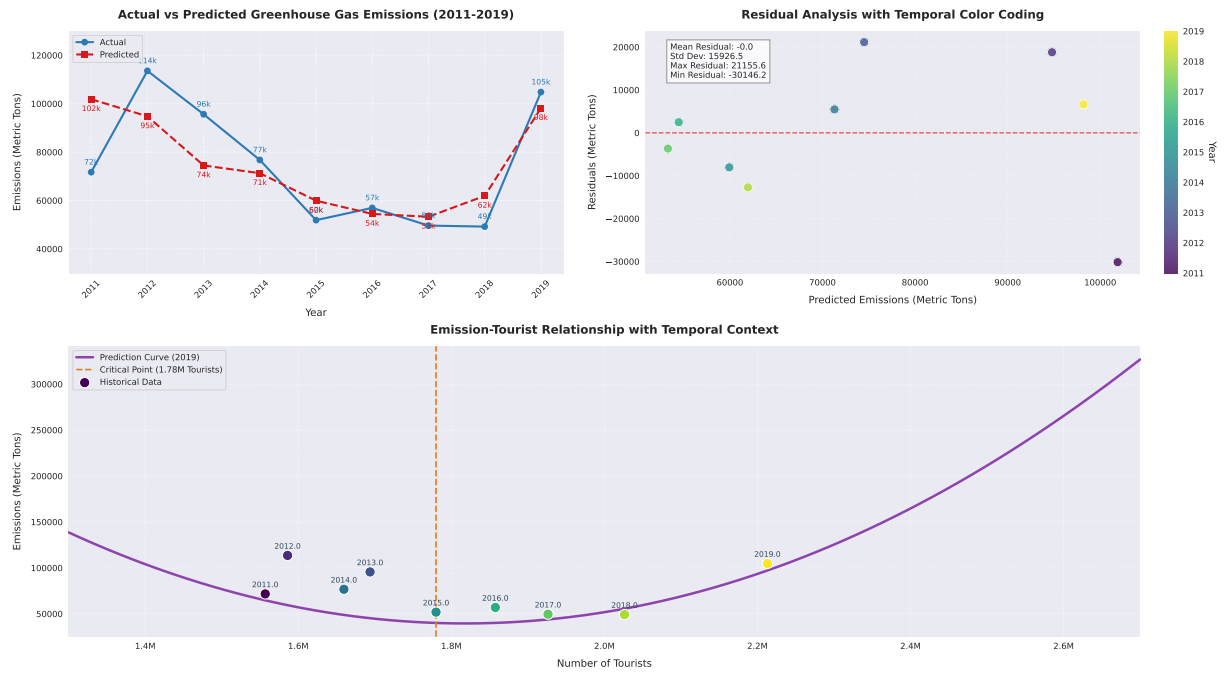 Actual vs Predicted Greenhouse Gas Emissions (2011-2019)
Actual
Predicted
120000
100000
80000
60000
40000
Emissions (Metric Tons)
72k
102k
95k
96k
74k
77k
71k
57k
54k
49k
62k
105k
98k
2011
2012
2013
2014
2015
2016
2017
2018
2019
Year
Residual Analysis with Temporal Color Coding
Mean Residual: -0.0
Std Dev: 15926.5
Max Residual: 21155.6
Min Residual: -30146.2
20000
10000
0
−10000
−20000
−30000
Residuals (Metric Tons)
60000
70000
80000
90000
100000
Predicted Emissions (Metric Tons)
2019
2018
2017
2016
2015
2014
2013
2012
2011
Year
Emission-Tourist Relationship with Temporal Context
Prediction Curve (2019)
Critical Point (1.78M Tourists)
Historical Data
300000
250000
200000
150000
100000
50000
Emissions (Metric Tons)
2011.0
2012.0
2013.0
2014.0
2015.0
2016.0
2017.0
2018.0
2019.0
1.4M
1.6M
1.8M
2.0M
2.2M
2.4M
2.6M
Number of Tourists